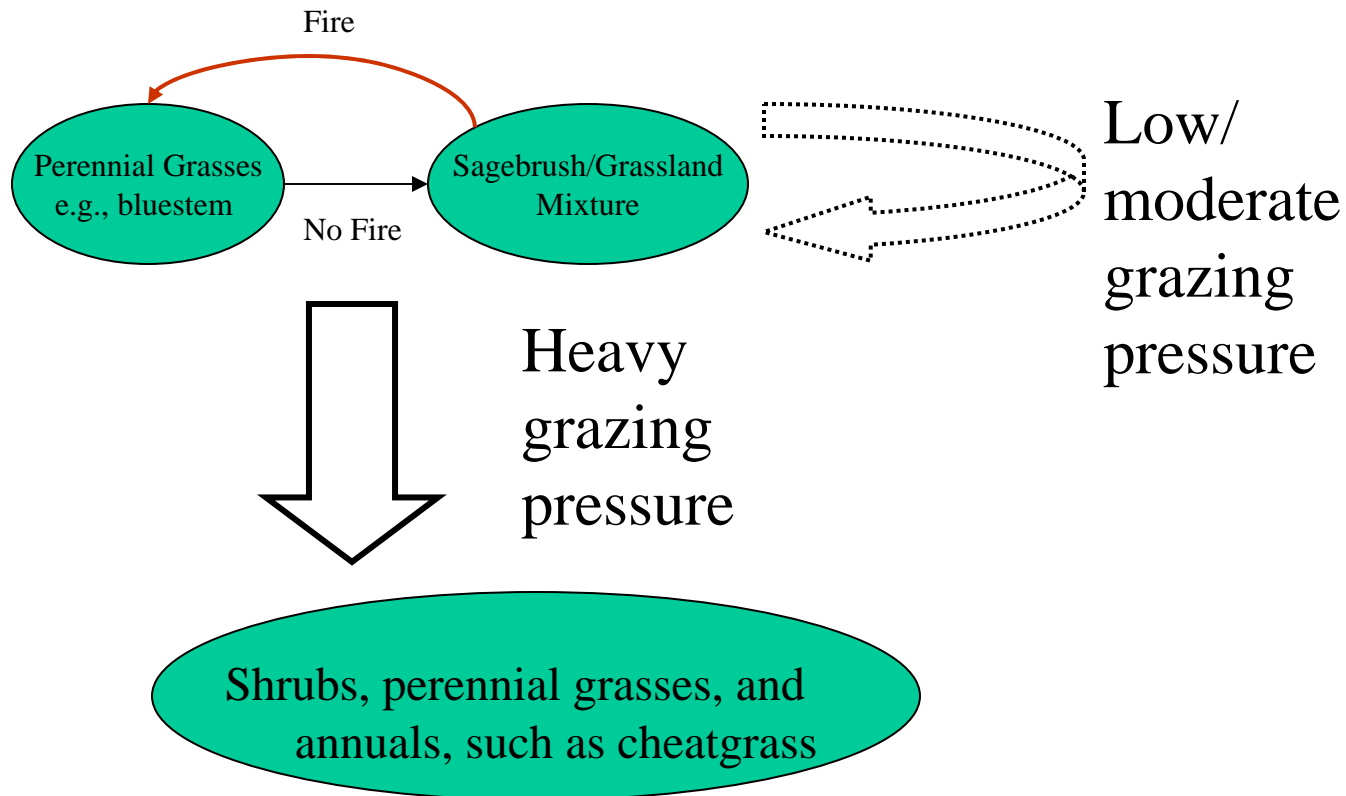 Fire
Perennial Grasses
e.g., bluestem
No Fire
Sagebrush/Grassland
Mixture
Low/
moderate
grazing
pressure
Heavy
grazing
pressure
Shrubs, perennial grasses, and
annuals, such as cheatgrass